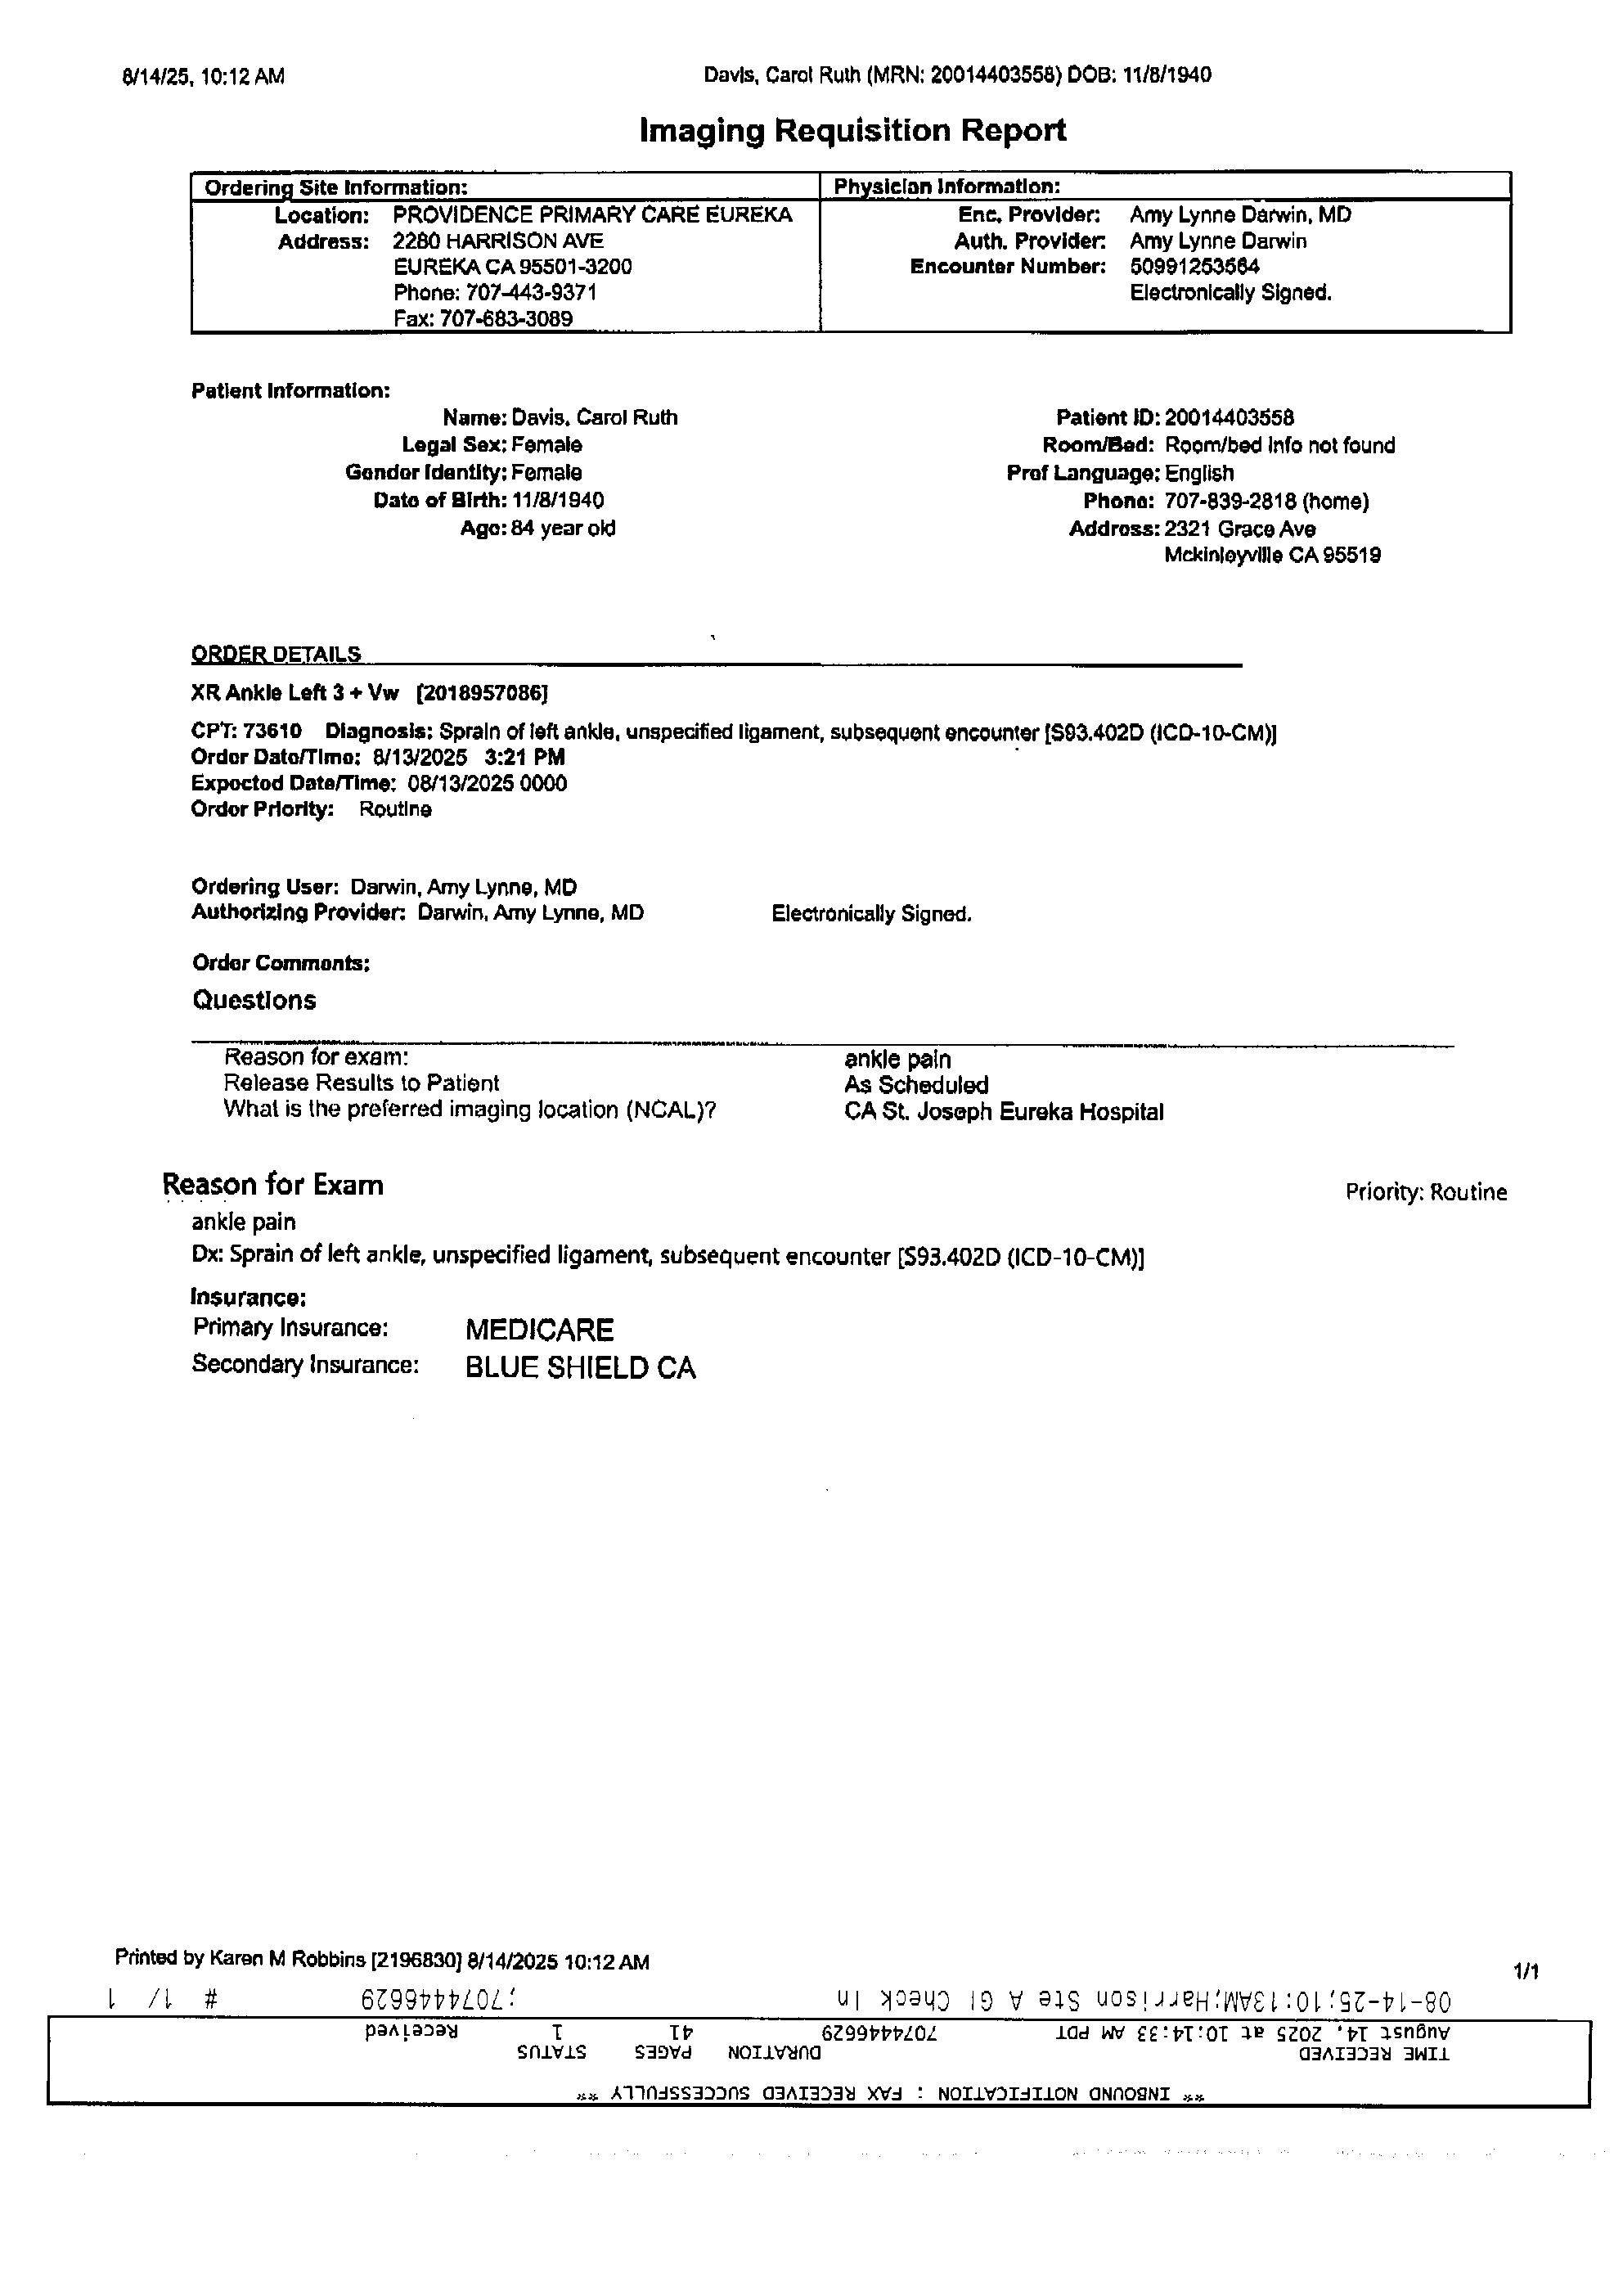 8/14/25, 10:12 AM Davis, Carol Ruth (MRN: 20014403558) DOB: 11/8/1940
Imaging Requisition Report
Ordering Site Information: Physician Information:
Location: PROVIDENCE PRIMARY CARE EUREKA Enc. Provider: Amy Lynne Darwin, MD
Address: 2280 HARRISON AVE Auth. Provider: Amy Lynne Darwin
EUREKA CA 95501-3200 Encounter Number: 50991253564
Phone: 707-443-9371 Electronically Signed.
Fax: 707-683-3089
Patient Information:
Name: Davis, Carol Ruth Patient ID: 20014403558
Legal Sex: Female Room/Bed: Room/bed info not found
Gender Identity: Female Pref Language: English
Date of Birth: 11/8/1940 Phone: 707-839-2818 (home)
Age: 84 year old Address: 2321 Grace Ave
Mckinleyville CA 95519
ORDER DETAILS
XR Ankle Left 3 + Vw [2018957086]
CPT: 73610 Diagnosis: Sprain of left ankle, unspecified ligament, subsequent encounter [S93.402D (ICD-10-CM)]
Order Date/Time: 8/13/2025 3:21 PM
Expected Date/Time: 08/13/2025 0000
Order Priority: Routine
Ordering User: Darwin, Amy Lynne, MD
Authorizing Provider: Darwin, Amy Lynne, MD Electronically Signed.
Order Comments:
Questions
Reason for exam: ankle pain
Release Results to Patient As Scheduled
What is the preferred imaging location (NCAL)? CA St. Joseph Eureka Hospital
Reason for Exam Priority: Routine
ankle pain
Dx: Sprain of left ankle, unspecified ligament, subsequent encounter [S93.402D (ICD-10-CM)]
Insurance:
Primary Insurance: MEDICARE
Secondary Insurance: BLUE SHIELD CA
Printed by Karen M Robbins [2196830] 8/14/2025 10:12 AM 1/1
08-14-25;10:13AM;Harrison Ste A GI Check In ;7074446629 # 1/ 1
** INBOUND NOTIFICATION : FAX RECEIVED SUCCESSFULLY **
TIME RECEIVED DURATION PAGES STATUS
August 14, 2025 at 10:14:33 AM PDT 7074446629 41 1 Received